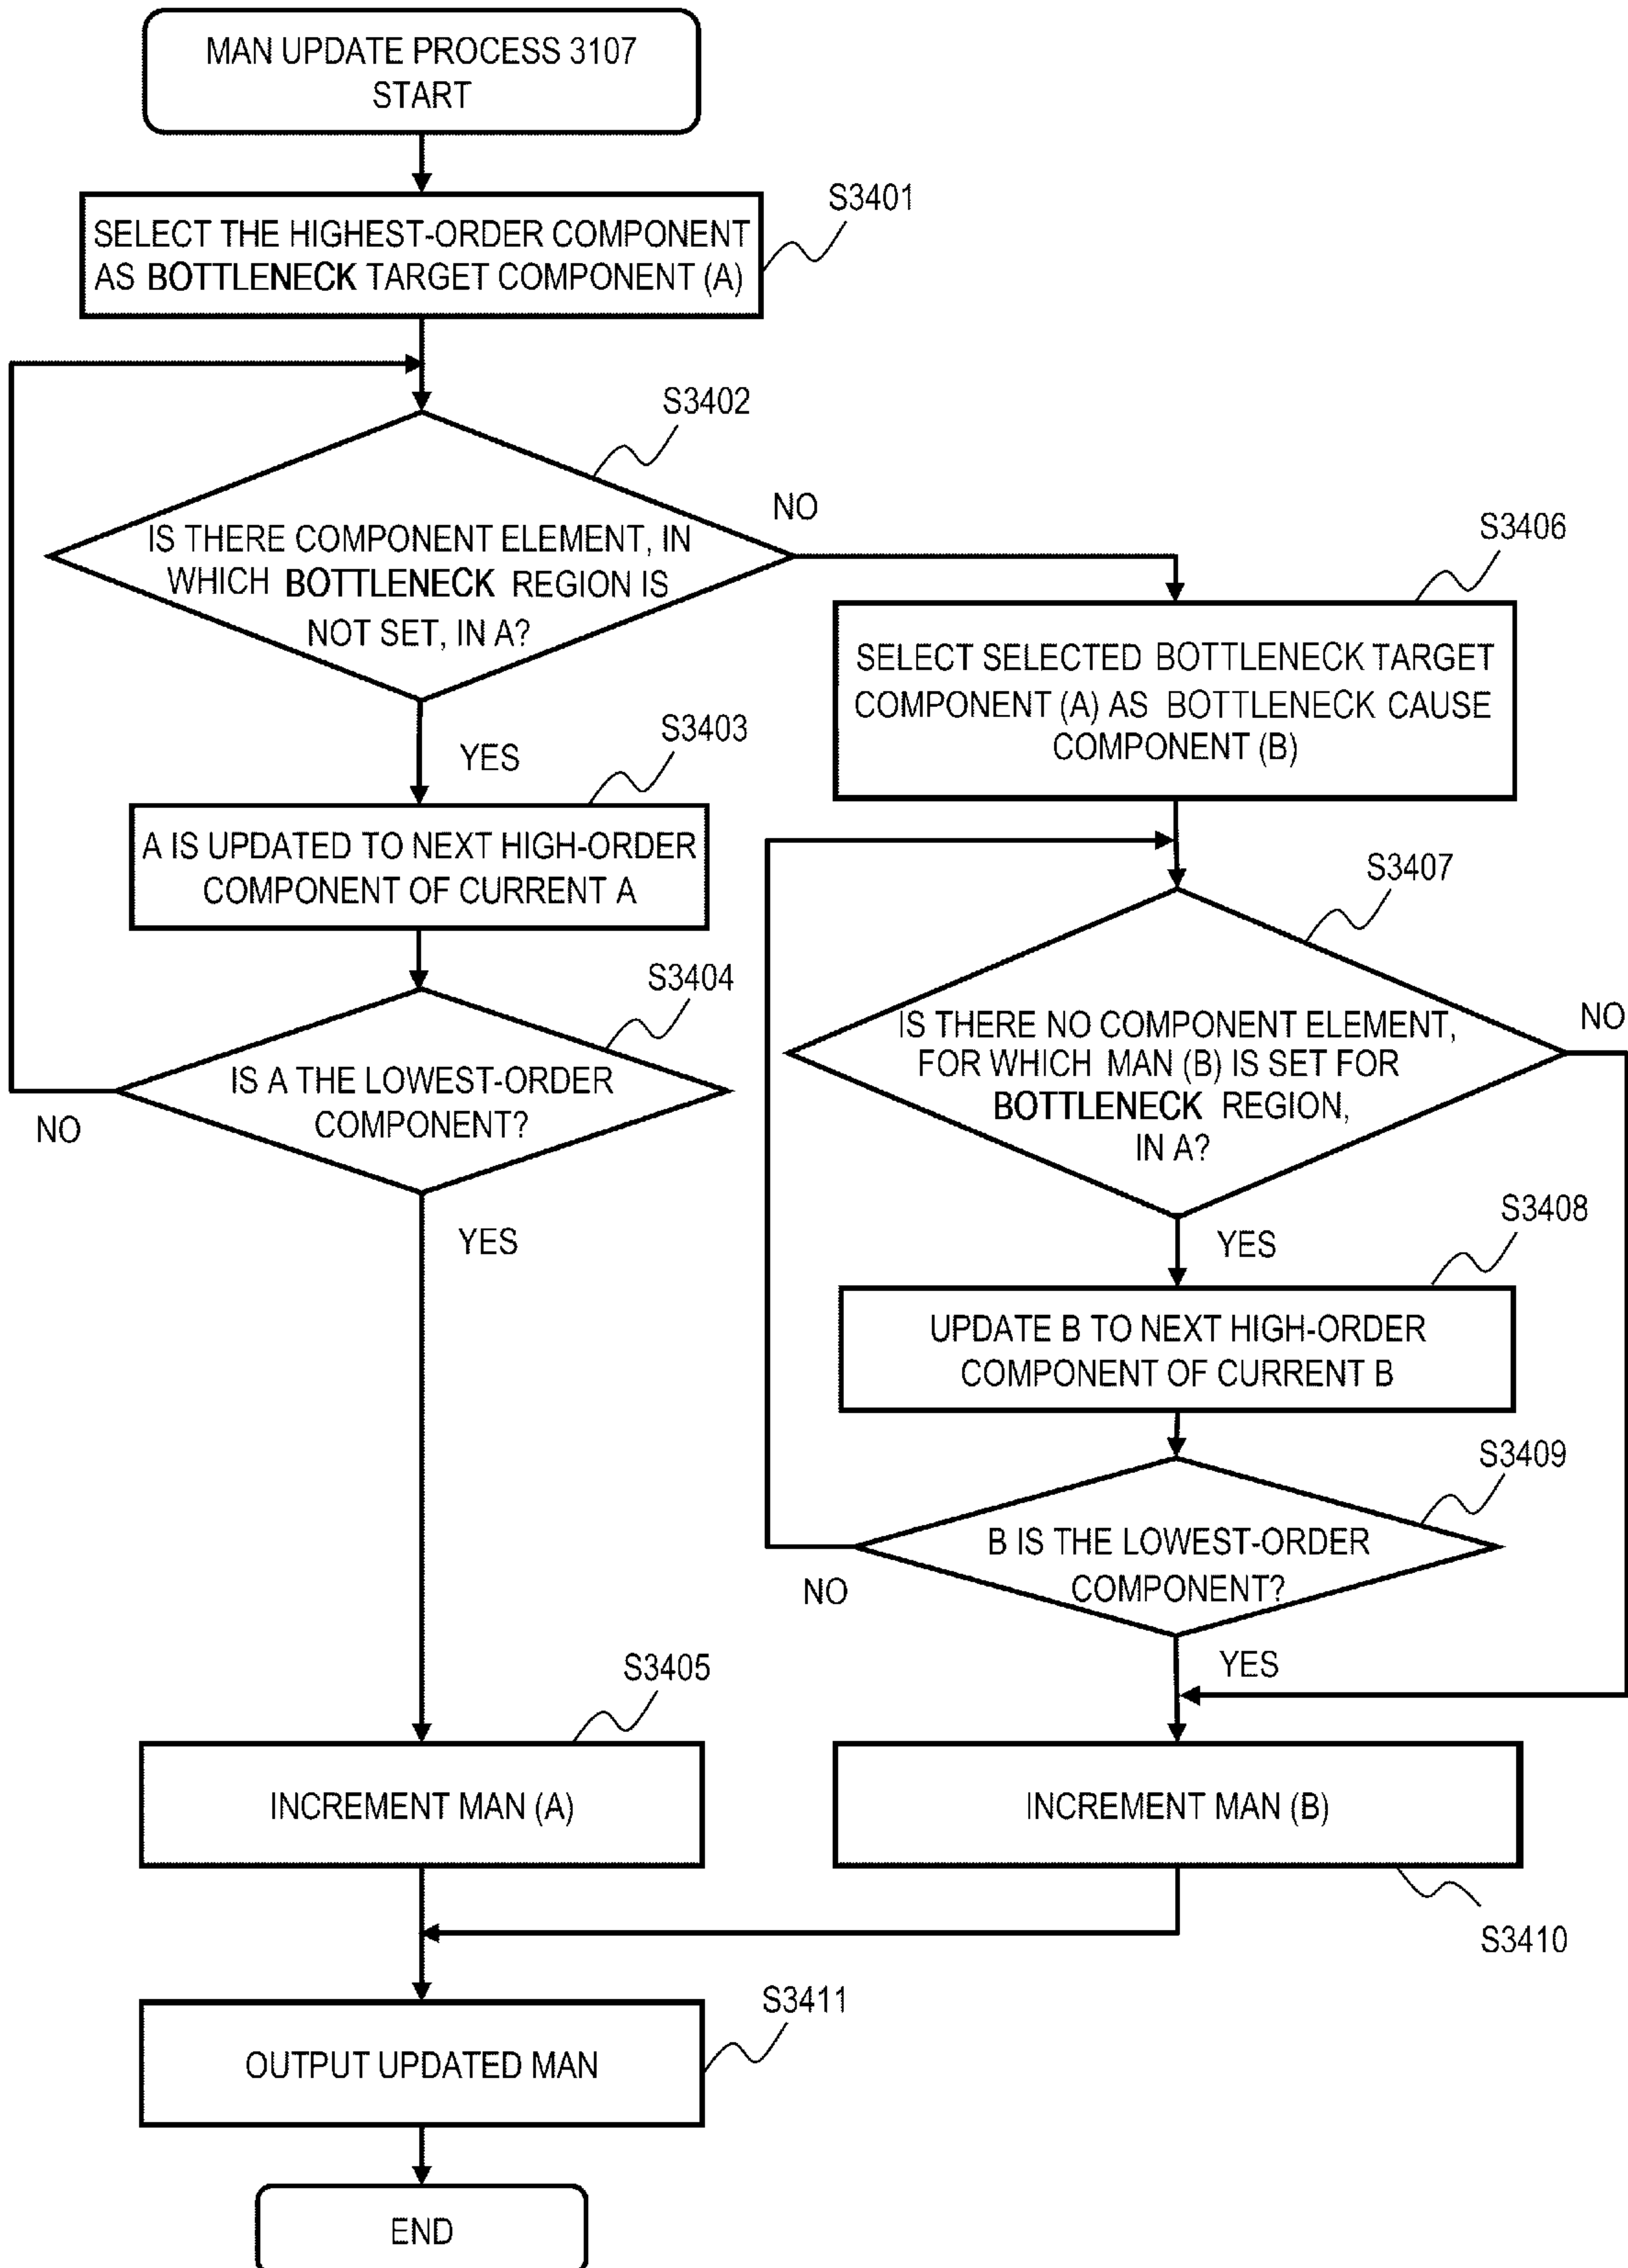 MAN UPDATE PROCESS 3107
START
S3401
SELECT THE HIGHEST-ORDER COMPONENT
AS BOTTLENECK TARGET COMPONENT (A)
S3402
IS THERE COMPONENT ELEMENT, IN
WHICH BOTTLENECK REGION IS
NOT SET, IN A?
NO
YES
S3403
A IS UPDATED TO NEXT HIGH-ORDER
COMPONENT OF CURRENT A
S3404
IS A THE LOWEST-ORDER
COMPONENT?
NO
YES
S3405
INCREMENT MAN (A)
S3406
SELECT SELECTED BOTTLENECK TARGET
COMPONENT (A) AS BOTTLENECK CAUSE
COMPONENT (B)
S3407
IS THERE NO COMPONENT ELEMENT,
FOR WHICH MAN (B) IS SET FOR
BOTTLENECK REGION,
IN A?
NO
YES
S3408
UPDATE B TO NEXT HIGH-ORDER
COMPONENT OF CURRENT B
S3409
B IS THE LOWEST-ORDER
COMPONENT?
NO
YES
INCREMENT MAN (B)
S3410
S3411
OUTPUT UPDATED MAN
END